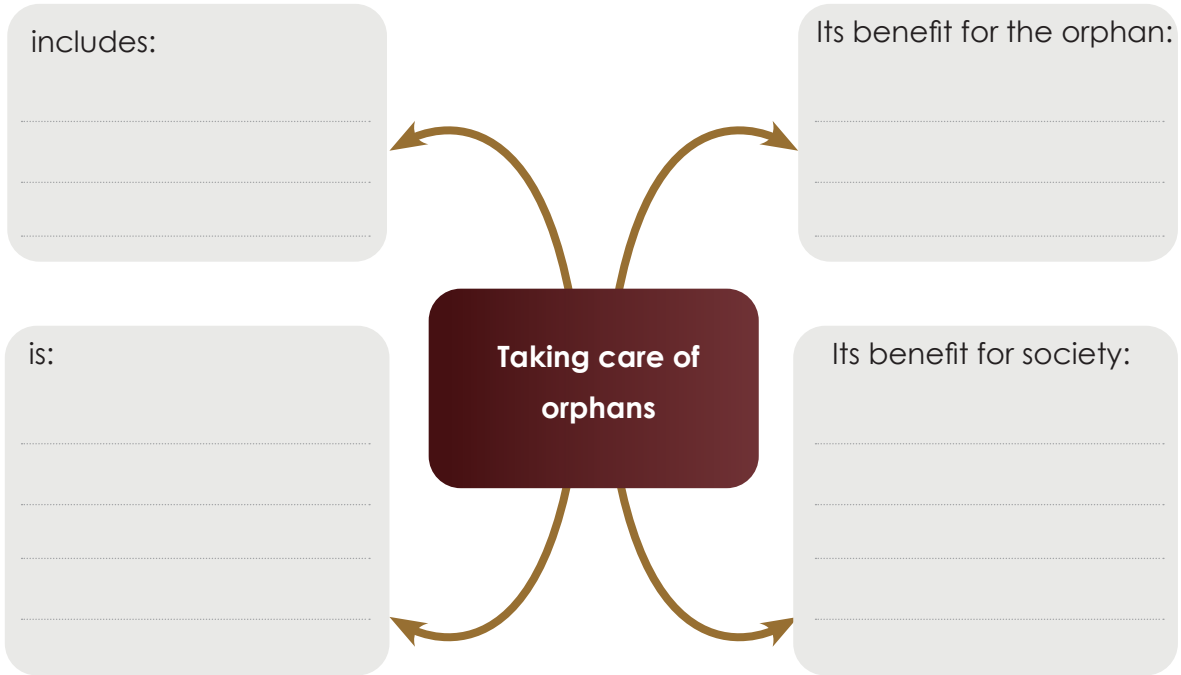 includes:
Its benefit for the orphan:
Taking care of
orphans
is:
Its benefit for society: